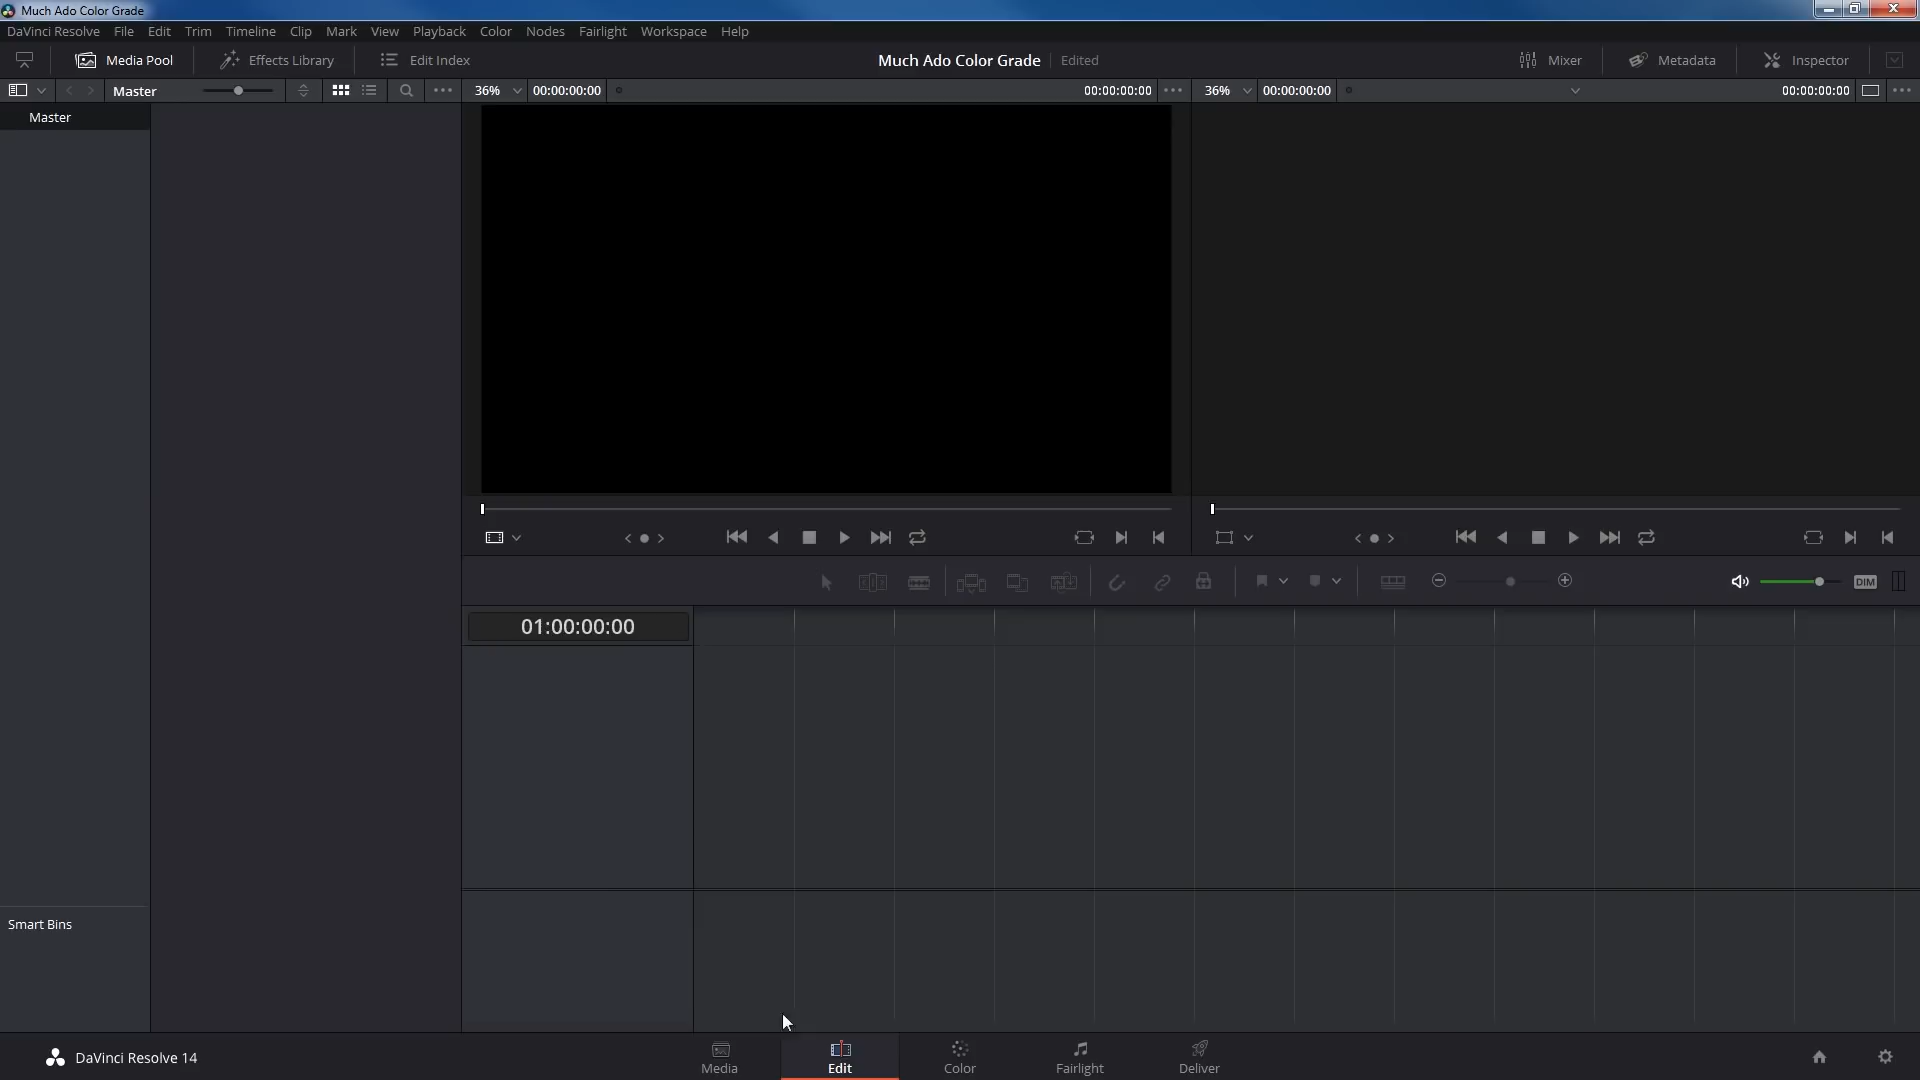 Much Ado Color Grade
DaVinci Resolve File Edit Trim Timeline Clip Mark View Playback Color Nodes Fairlight Workspace Help
Media Pool Effects Library Edit Index Much Ado Color Grade Edited Mixer Metadata Inspector
Master 36% 00:00:00:00 00:00:00:00 36% 00:00:00:00 00:00:00:00
Master
DIM
01:00:00:00
Smart Bins
DaVinci Resolve 14
Media Edit Color Fairlight Deliver